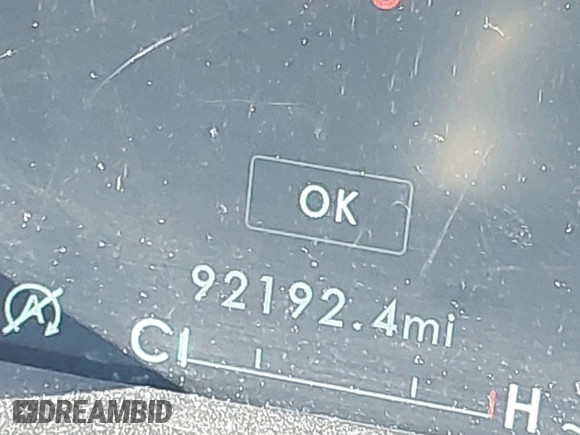 OK
92192.4mi
A
C H
DREAMBID